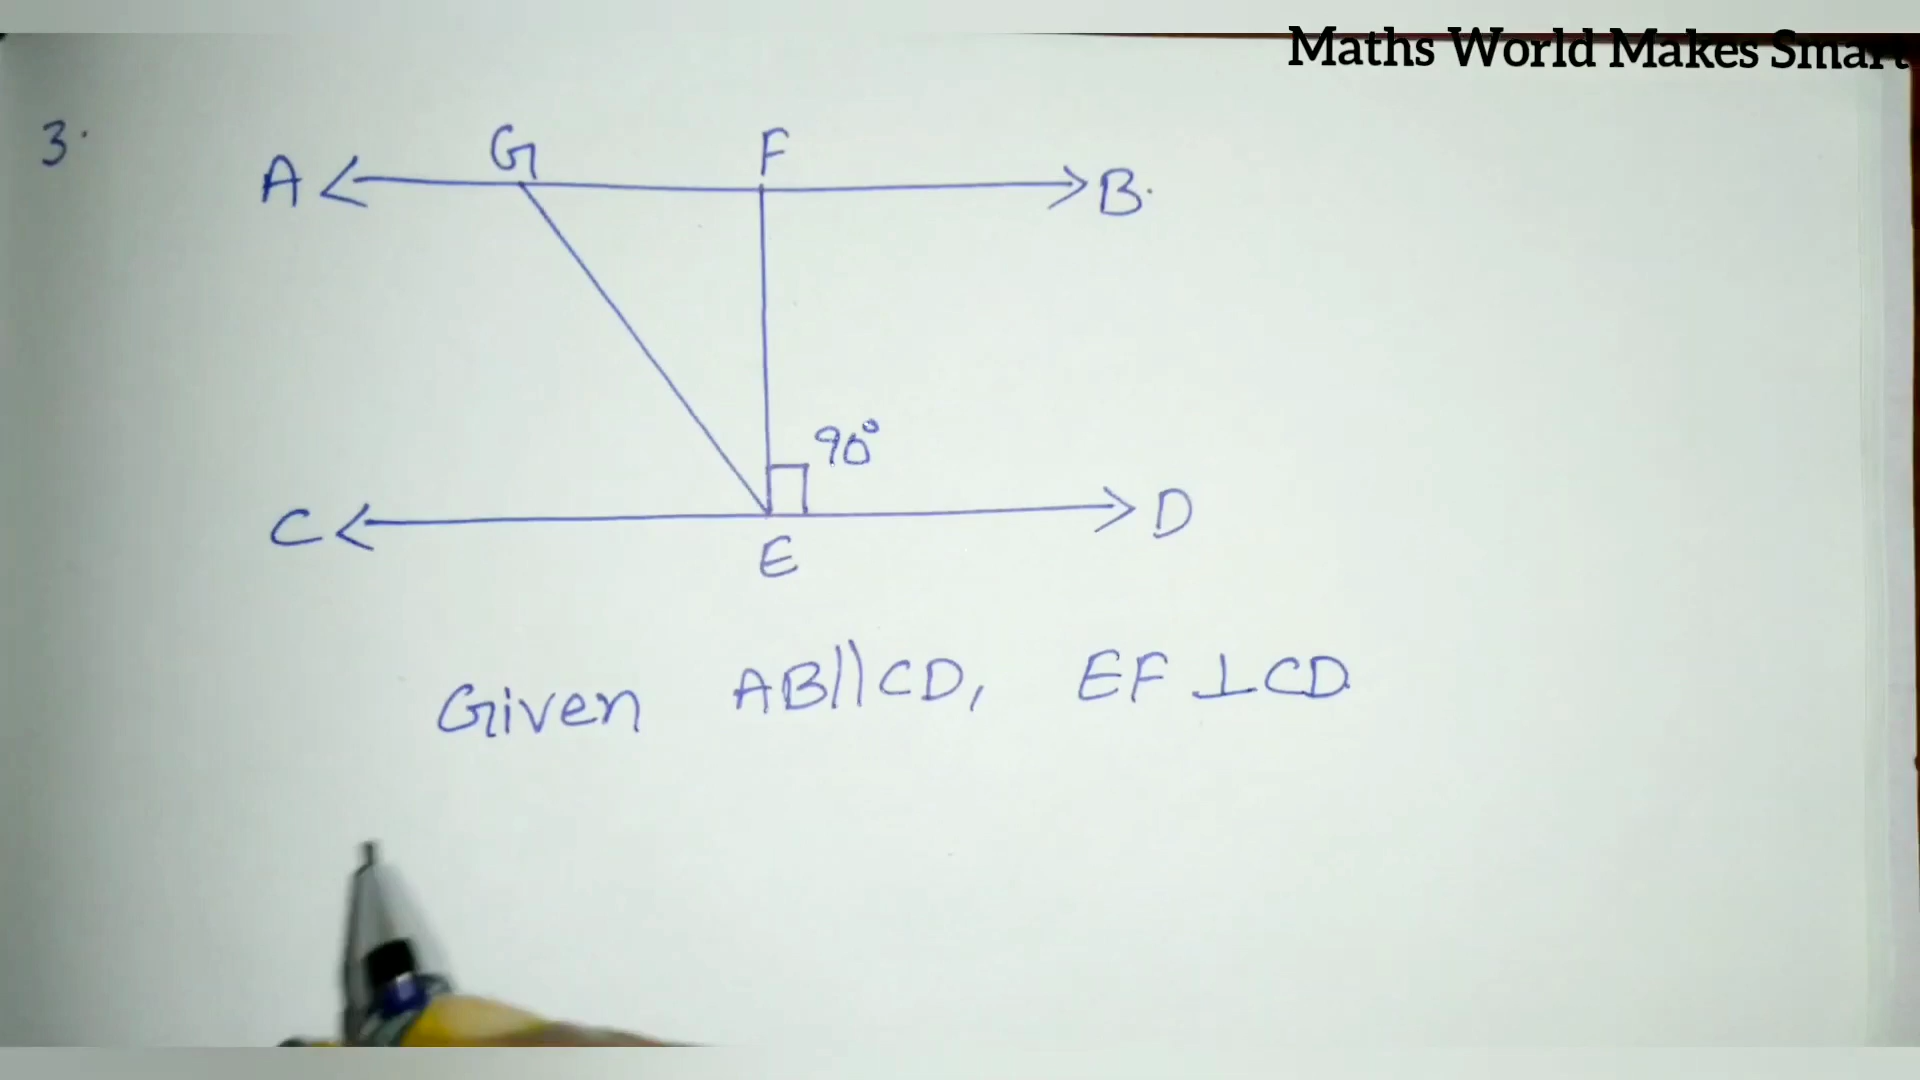 Maths World Makes Smart
3.
G F
A B.
90°
C D
E
Given AB||CD, EF⊥CD